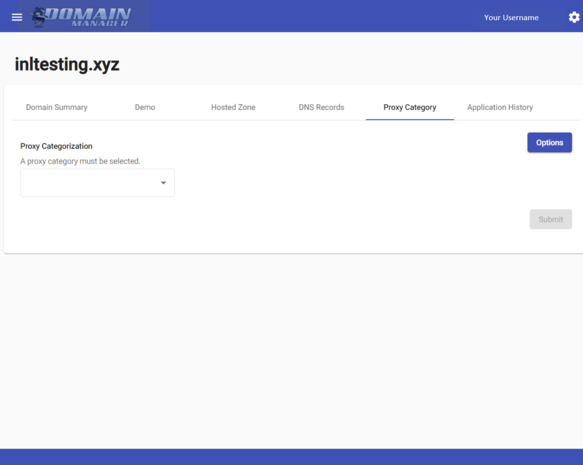 DOMAIN
MANAGER
Your Username
inltesting.xyz
Domain Summary
Demo
Hosted Zone
DNS Records
Proxy Category
Application History
Proxy Categorization
Options
A proxy category must be selected.
Submit